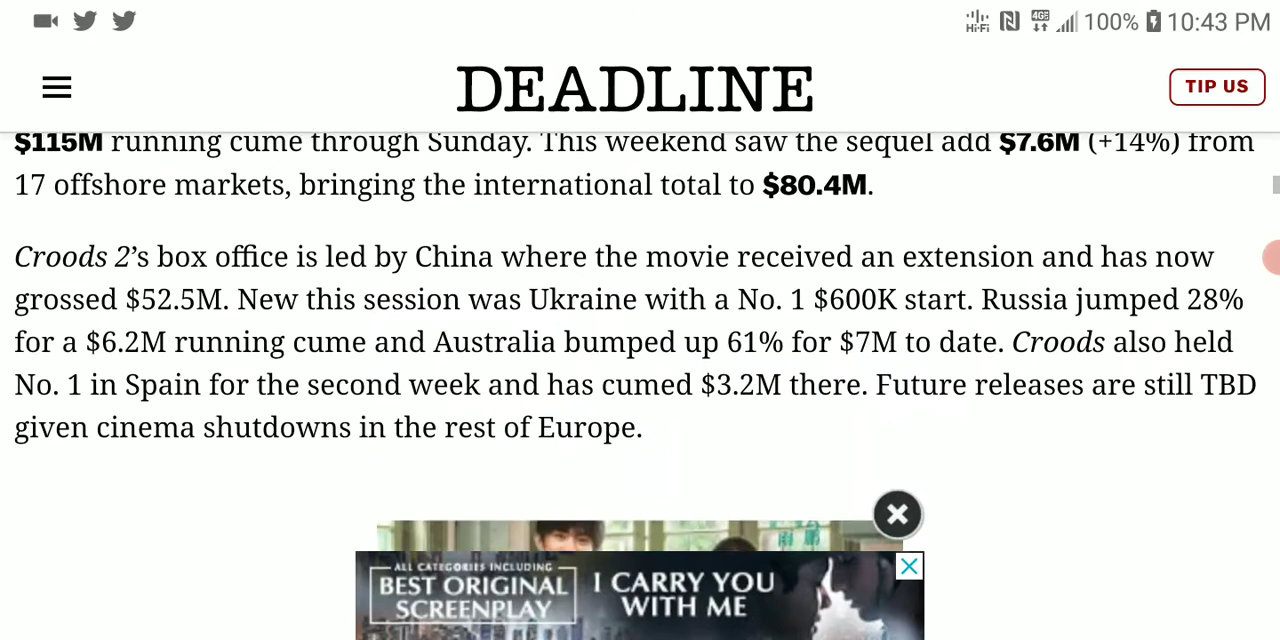 Hi-Fi 4GE 100% 10:43 PM
DEADLINE
TIP US
$115M running cume through Sunday. This weekend saw the sequel add $7.6M (+14%) from
17 offshore markets, bringing the international total to $80.4M.
Croods 2’s box office is led by China where the movie received an extension and has now
grossed $52.5M. New this session was Ukraine with a No. 1 $600K start. Russia jumped 28%
for a $6.2M running cume and Australia bumped up 61% for $7M to date. Croods also held
No. 1 in Spain for the second week and has cumed $3.2M there. Future releases are still TBD
given cinema shutdowns in the rest of Europe.
ALL CATEGORIES INCLUDING
BEST ORIGINAL
SCREENPLAY
I CARRY YOU
WITH ME